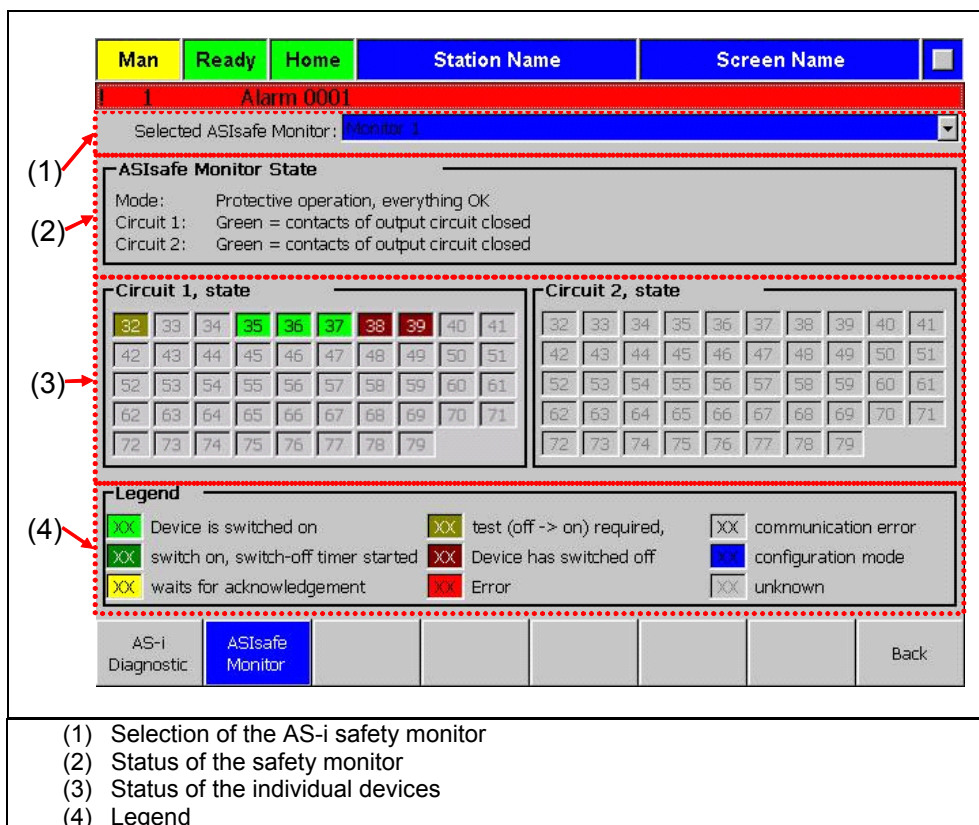 Man Ready Home Station Name Screen Name
! 1 Alarm 0001
(1) Selected ASIsafe Monitor: Monitor 1
(2) ASIsafe Monitor State
Mode: Protective operation, everything OK
Circuit 1: Green = contacts of output circuit closed
Circuit 2: Green = contacts of output circuit closed
(3) Circuit 1, state
32 33 34 35 36 37 38 39 40 41
42 43 44 45 46 47 48 49 50 51
52 53 54 55 56 57 58 59 60 61
62 63 64 65 66 67 68 69 70 71
72 73 74 75 76 77 78 79
Circuit 2, state
32 33 34 35 36 37 38 39 40 41
42 43 44 45 46 47 48 49 50 51
52 53 54 55 56 57 58 59 60 61
62 63 64 65 66 67 68 69 70 71
72 73 74 75 76 77 78 79
(4) Legend
XX Device is switched on XX test (off -> on) required, XX communication error
XX switch on, switch-off timer started XX Device has switched off XX configuration mode
XX waits for acknowledgement XX Error XX unknown
AS-i Diagnostic
ASIsafe Monitor
Back
(1) Selection of the AS-i safety monitor
(2) Status of the safety monitor
(3) Status of the individual devices
(4) Legend